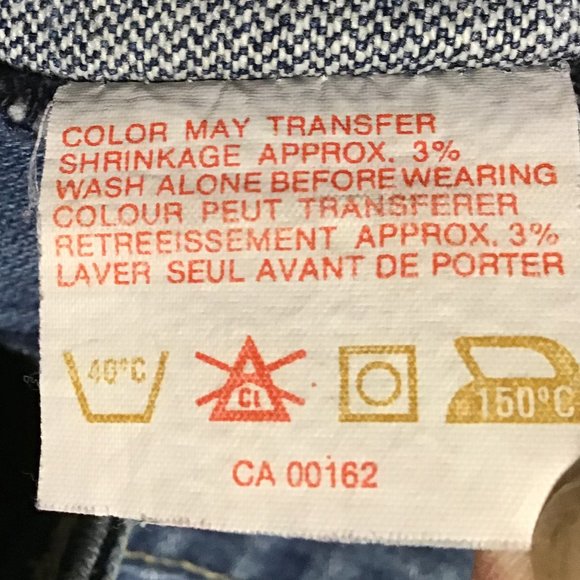 COLOR MAY TRANSFER
SHRINKAGE APPROX. 3%
WASH ALONE BEFORE WEARING
COLOUR PEUT TRANSFERER
RETREEISSEMENT APPROX. 3%
LAVER SEUL AVANT DE PORTER
40°C CL 150°C
CA 00162